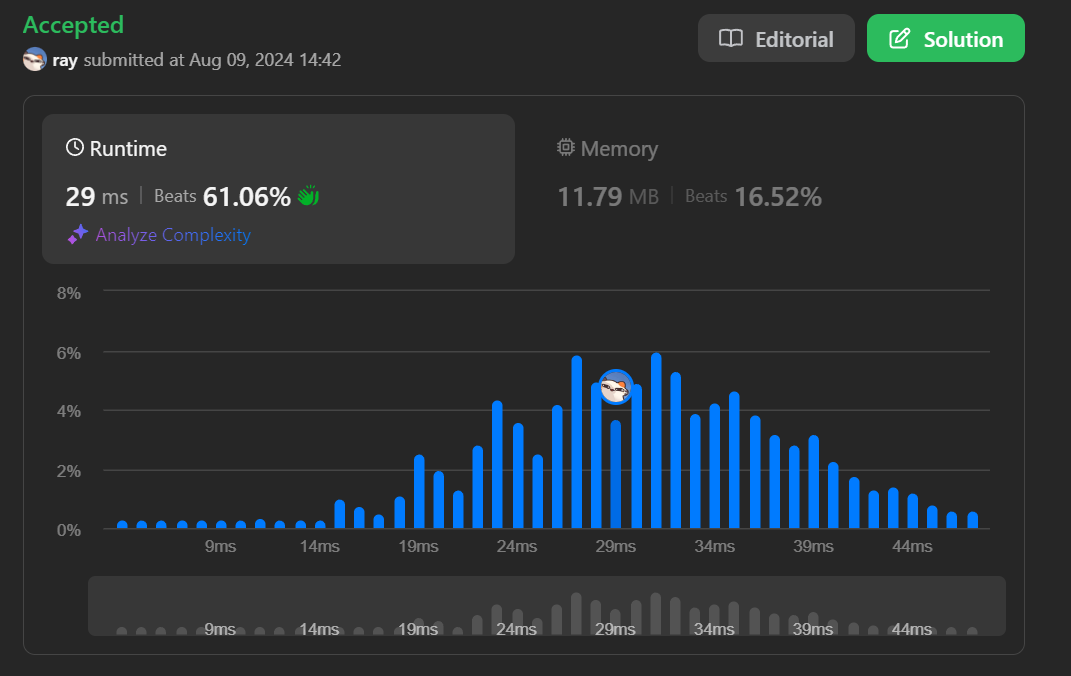 Accepted
ray submitted at Aug 09, 2024 14:42
Editorial
Solution
Runtime
29 ms | Beats 61.06%
Analyze Complexity
Memory
11.79 MB | Beats 16.52%
8%
6%
4%
2%
0%
9ms 14ms 19ms 24ms 29ms 34ms 39ms 44ms
9ms 14ms 19ms 24ms 29ms 34ms 39ms 44ms